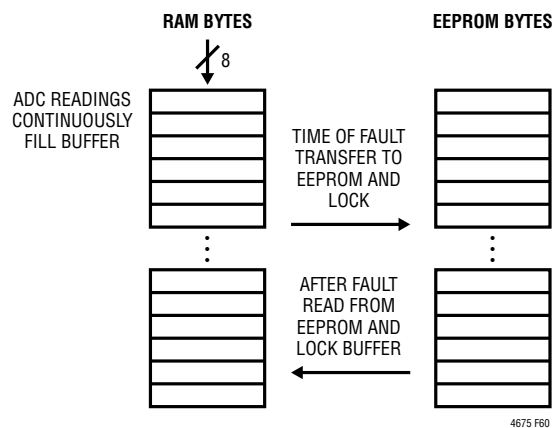 RAM BYTES
EEPROM BYTES
8
ADC READINGS
CONTINUOUSLY
FILL BUFFER
TIME OF FAULT
TRANSFER TO
EEPROM AND
LOCK
AFTER FAULT
READ FROM
EEPROM AND
LOCK BUFFER
4675 F60